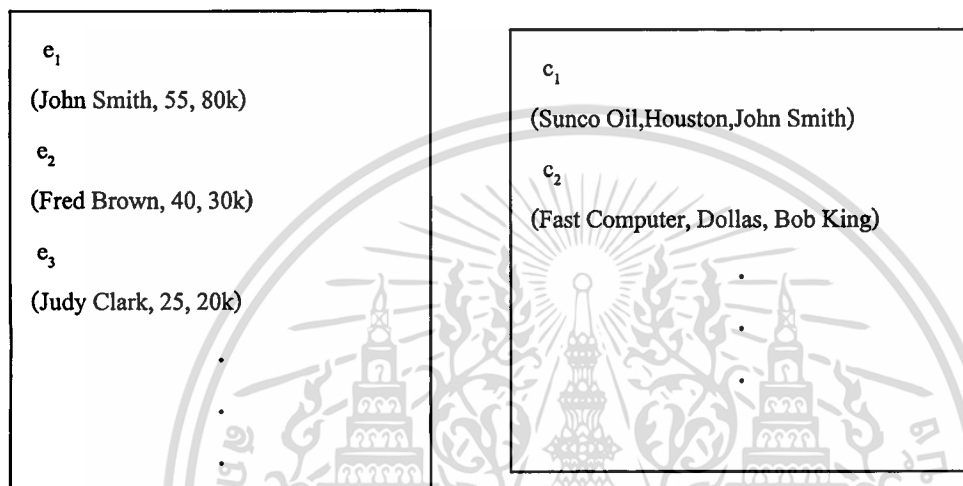 e₁
(John Smith, 55, 80k)
e₂
(Fred Brown, 40, 30k)
e₃
(Judy Clark, 25, 20k)
.
.
.
c₁
(Sunco Oil,Houston,John Smith)
c₂
(Fast Computer, Dollas, Bob King)
.
.
.